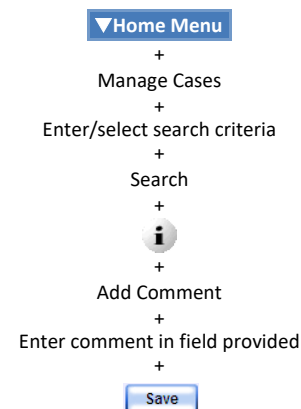 ▼Home Menu
+
Manage Cases
+
Enter/select search criteria
+
Search
+
i
+
Add Comment
+
Enter comment in field provided
+
Save